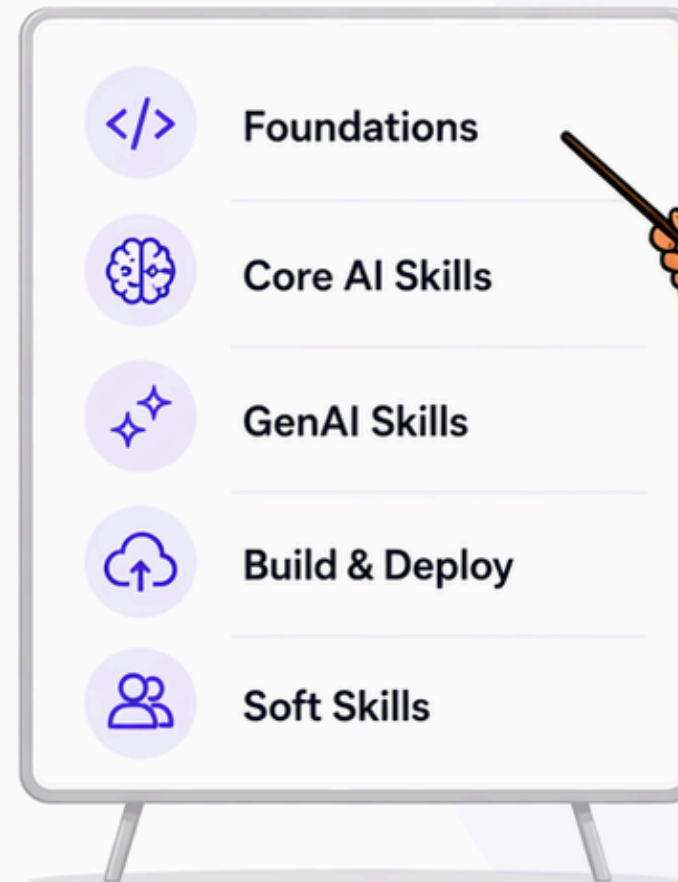 Foundations
Core AI Skills
GenAI Skills
Build & Deploy
Soft Skills